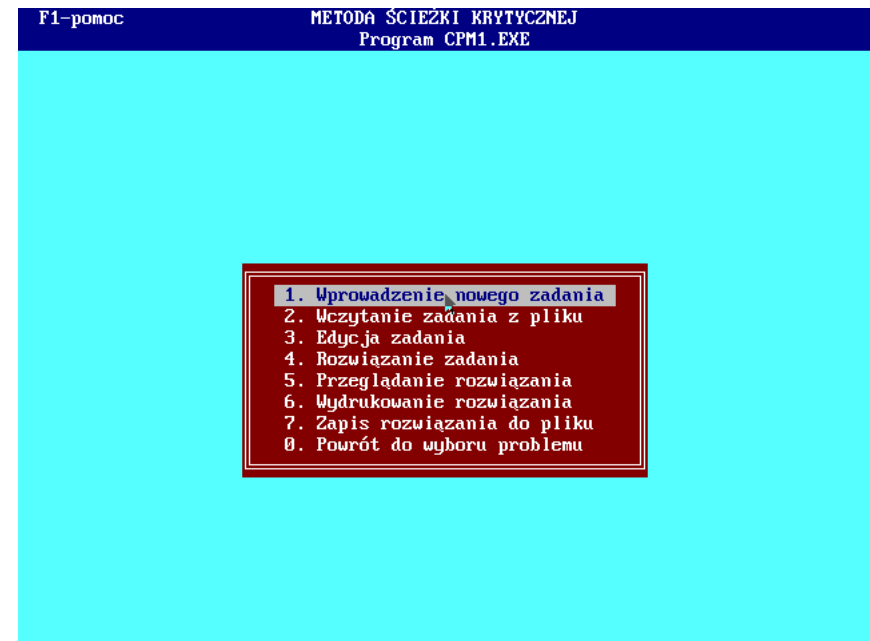 F1-pomoc METODA ŚCIEŻKI KRYTYCZNEJ
Program CPM1.EXE
1. Wprowadzenie nowego zadania
2. Wczytanie zadania z pliku
3. Edycja zadania
4. Rozwiązanie zadania
5. Przeglądanie rozwiązania
6. Wydrukowanie rozwiązania
7. Zapis rozwiązania do pliku
0. Powrót do wyboru problemu